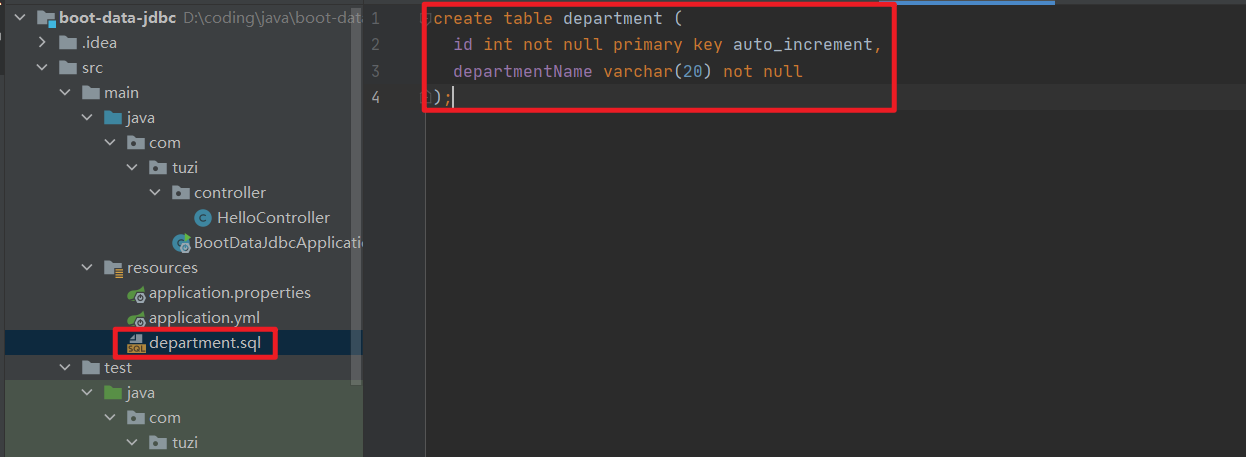 boot-data-jdbc D:\coding\java\boot-da
.idea
src
main
java
com
tuzi
controller
HelloController
BootDataJdbcApplicati
resources
application.properties
application.yml
department.sql
test
java
com
tuzi
1 create table department (
2 id int not null primary key auto_increment,
3 departmentName varchar(20) not null
4 );